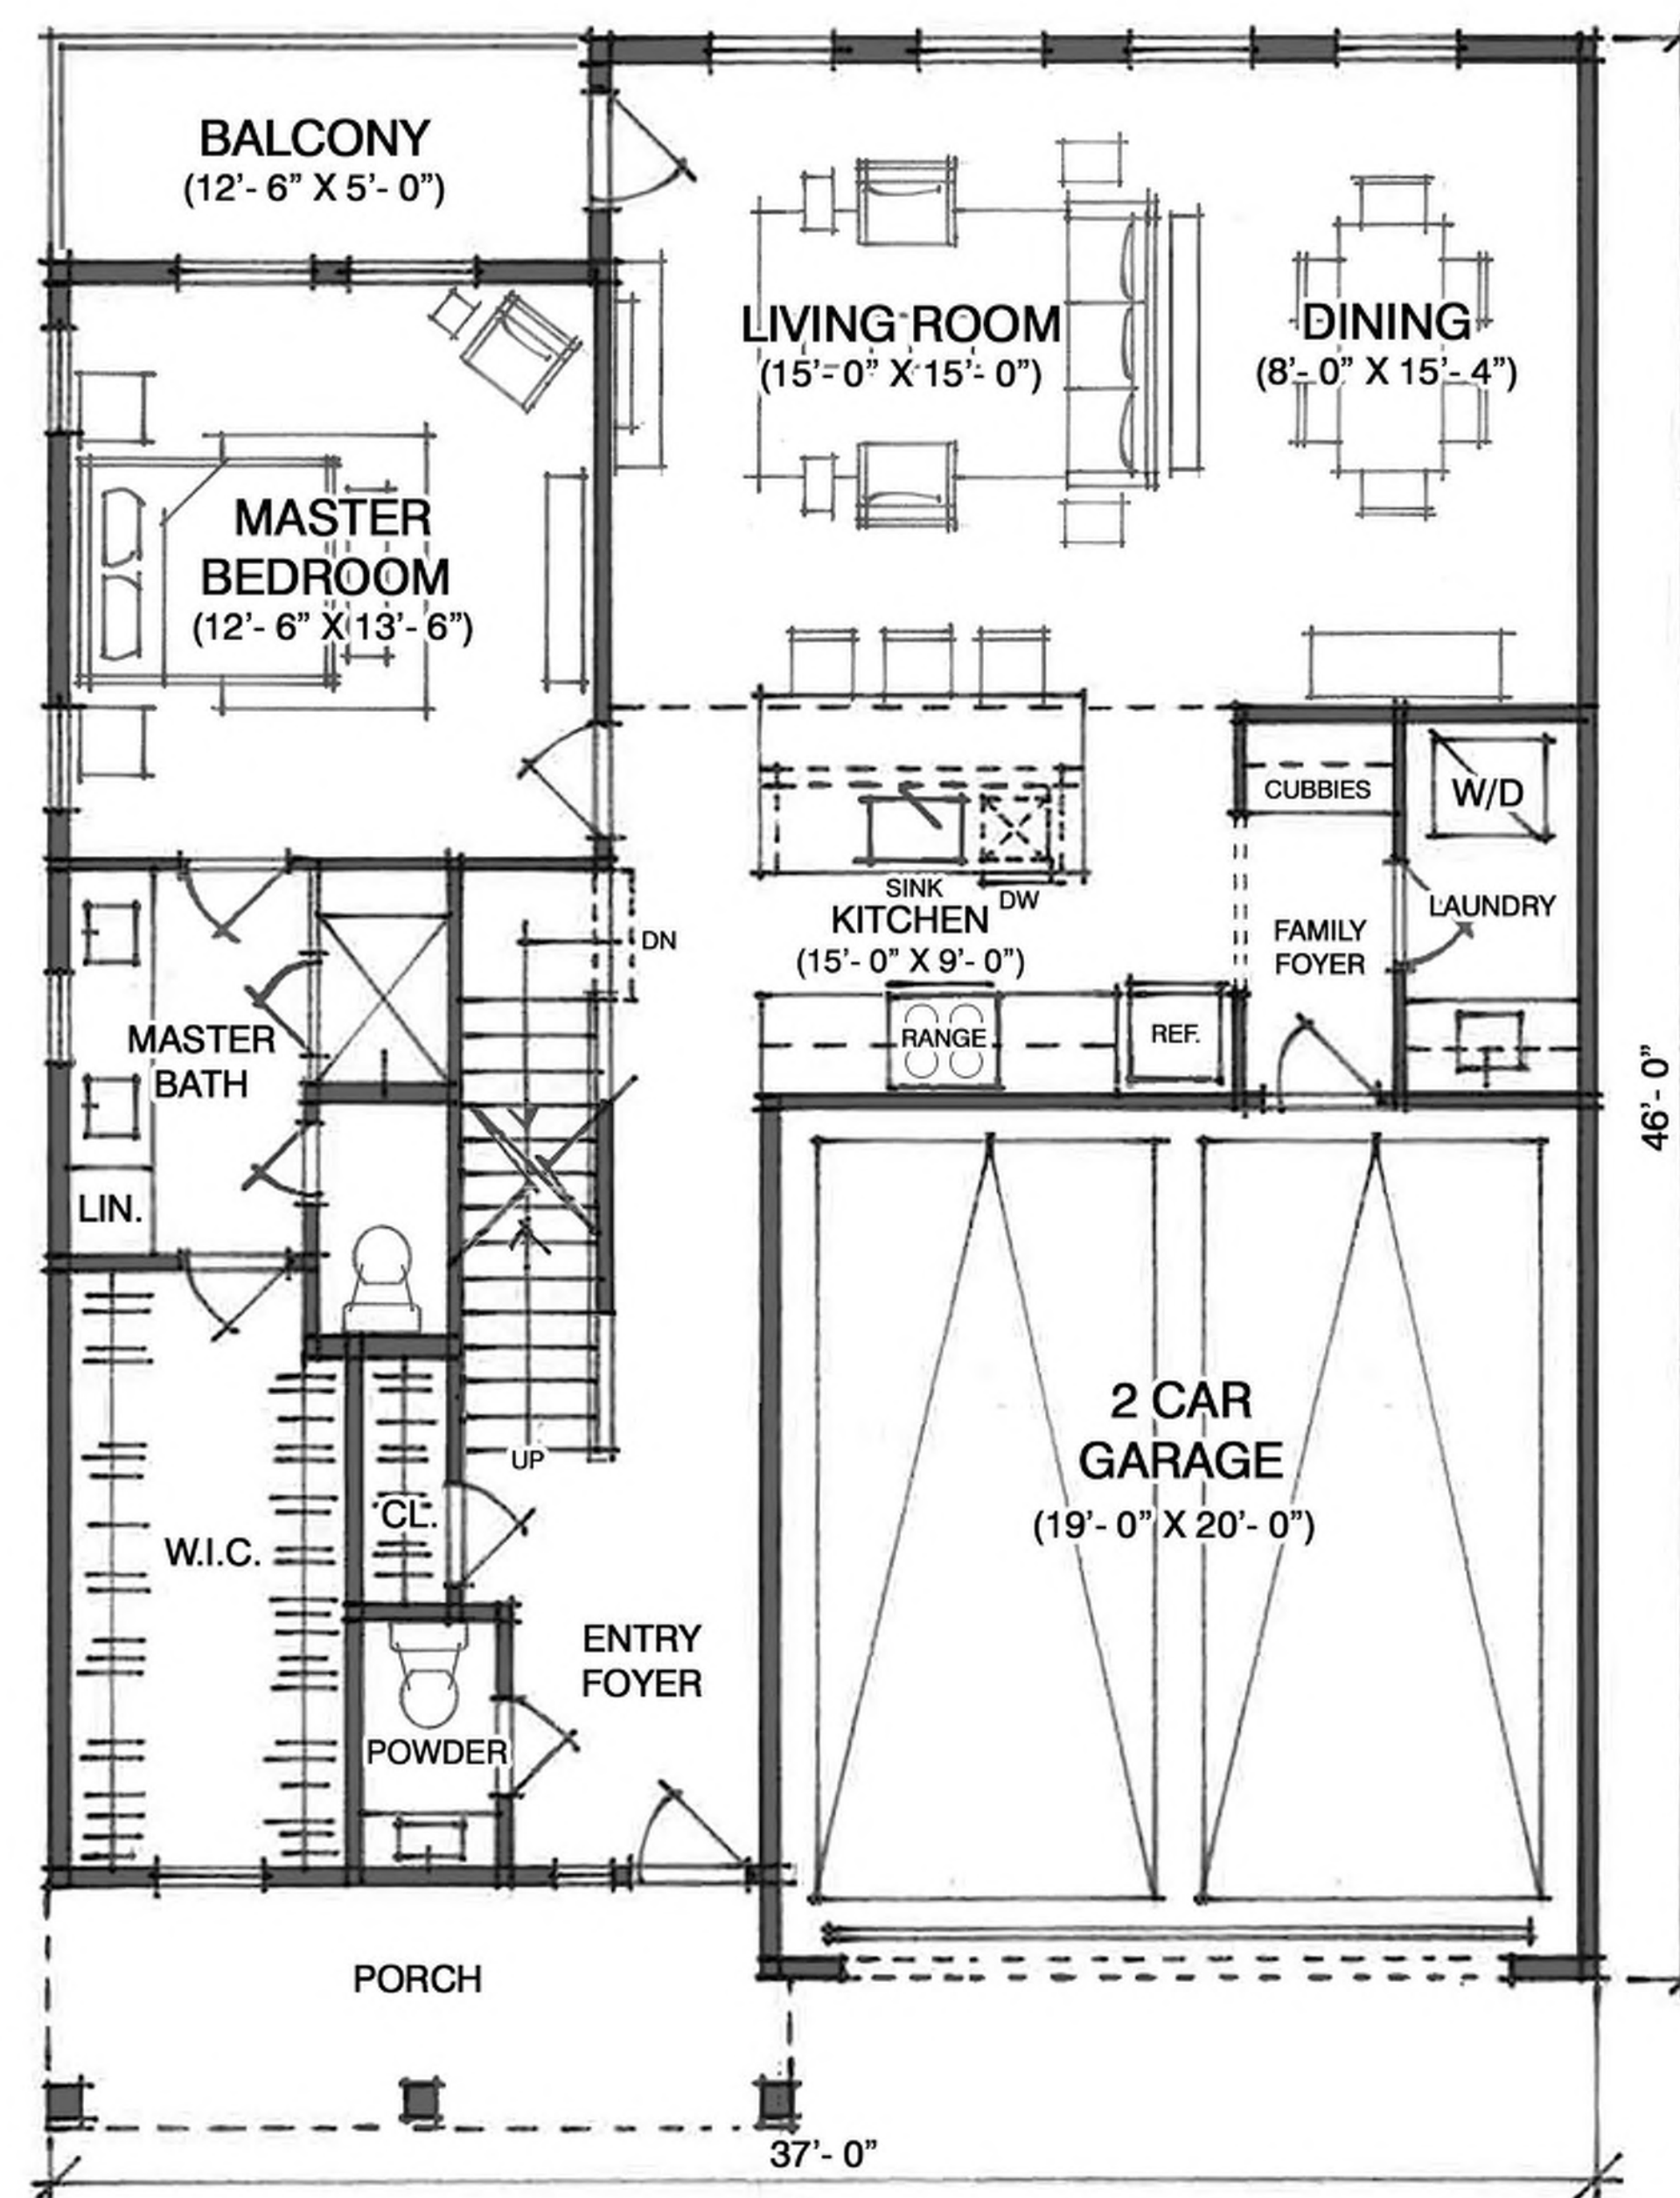 BALCONY
(12'- 6” X 5'- 0”)
LIVING ROOM
(15'- 0” X 15'- 0”)
DINING
(8'- 0” X 15'- 4”)
MASTER
BEDROOM
(12'- 6” X 13'- 6”)
CUBBIES
W/D
SINK
DW
KITCHEN
(15'- 0” X 9'- 0”)
FAMILY
FOYER
LAUNDRY
DN
RANGE
REF.
MASTER
BATH
LIN.
46'- 0”
2 CAR
GARAGE
(19'- 0” X 20'- 0”)
UP
CL.
W.I.C.
ENTRY
FOYER
POWDER
PORCH
37'- 0”